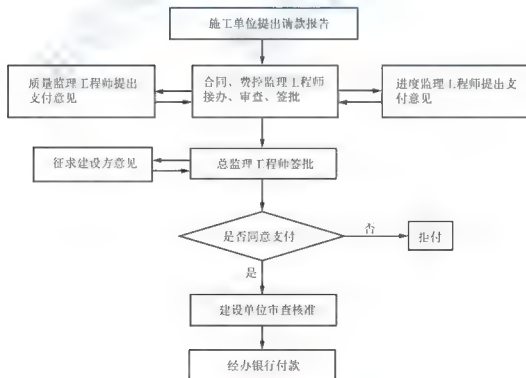 施工单位提出请款报告
质量监理工程师提出
支付意见
合同、费控监理工程师
接办、审查、签批
进度监理工程师提出支
付意见
征求建设方意见
总监理工程师签批
是否同意支付
否
拒付
是
建设单位审查核准
经办银行付款